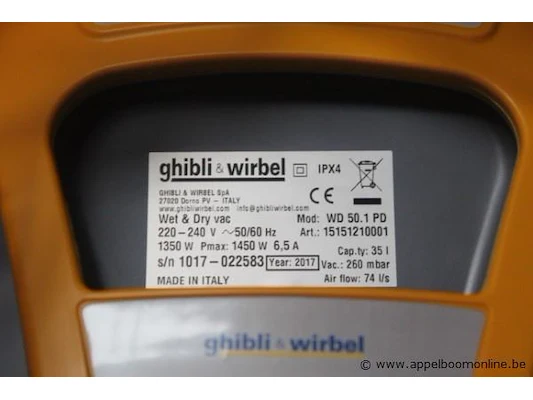 ghibli & wirbel IPX4
GHIBLI & WIRBEL SpA
27020 Dorno PV - ITALY
www.ghibliwirbel.com info@ghibliwirbel.com
CE
Wet & Dry vac Mod: WD 50.1 PD
220-240 V ~50/60 Hz Art.: 15151210001
1350 W Pmax: 1450 W 6,5 A Cap.ty: 35 l
s/n 1017-022583 Year: 2017 Vac.: 260 mbar
MADE IN ITALY Air flow: 74 l/s
ghibli & wirbel
www.appelboomonline.be